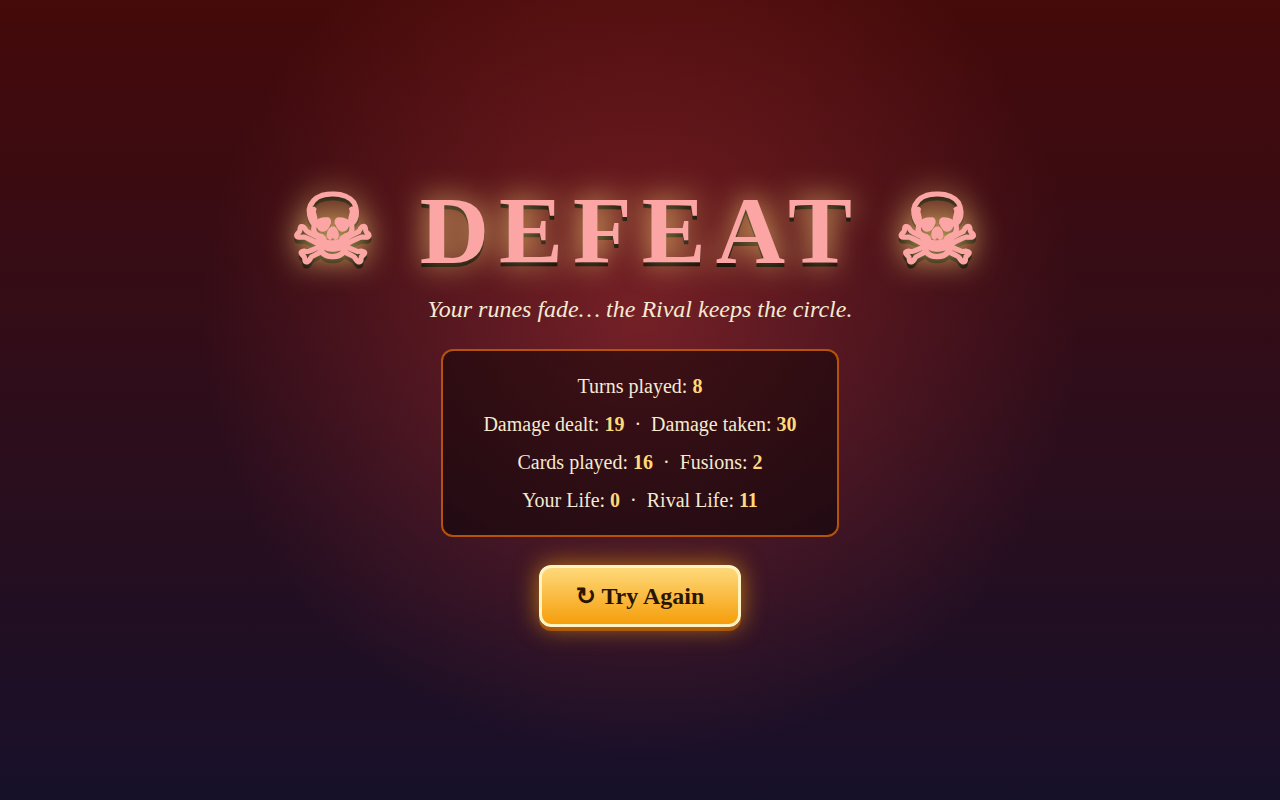 ☠ DEFEAT ☠
Your runes fade… the Rival keeps the circle.
Turns played: 8
Damage dealt: 19 · Damage taken: 30
Cards played: 16 · Fusions: 2
Your Life: 0 · Rival Life: 11
↻ Try Again